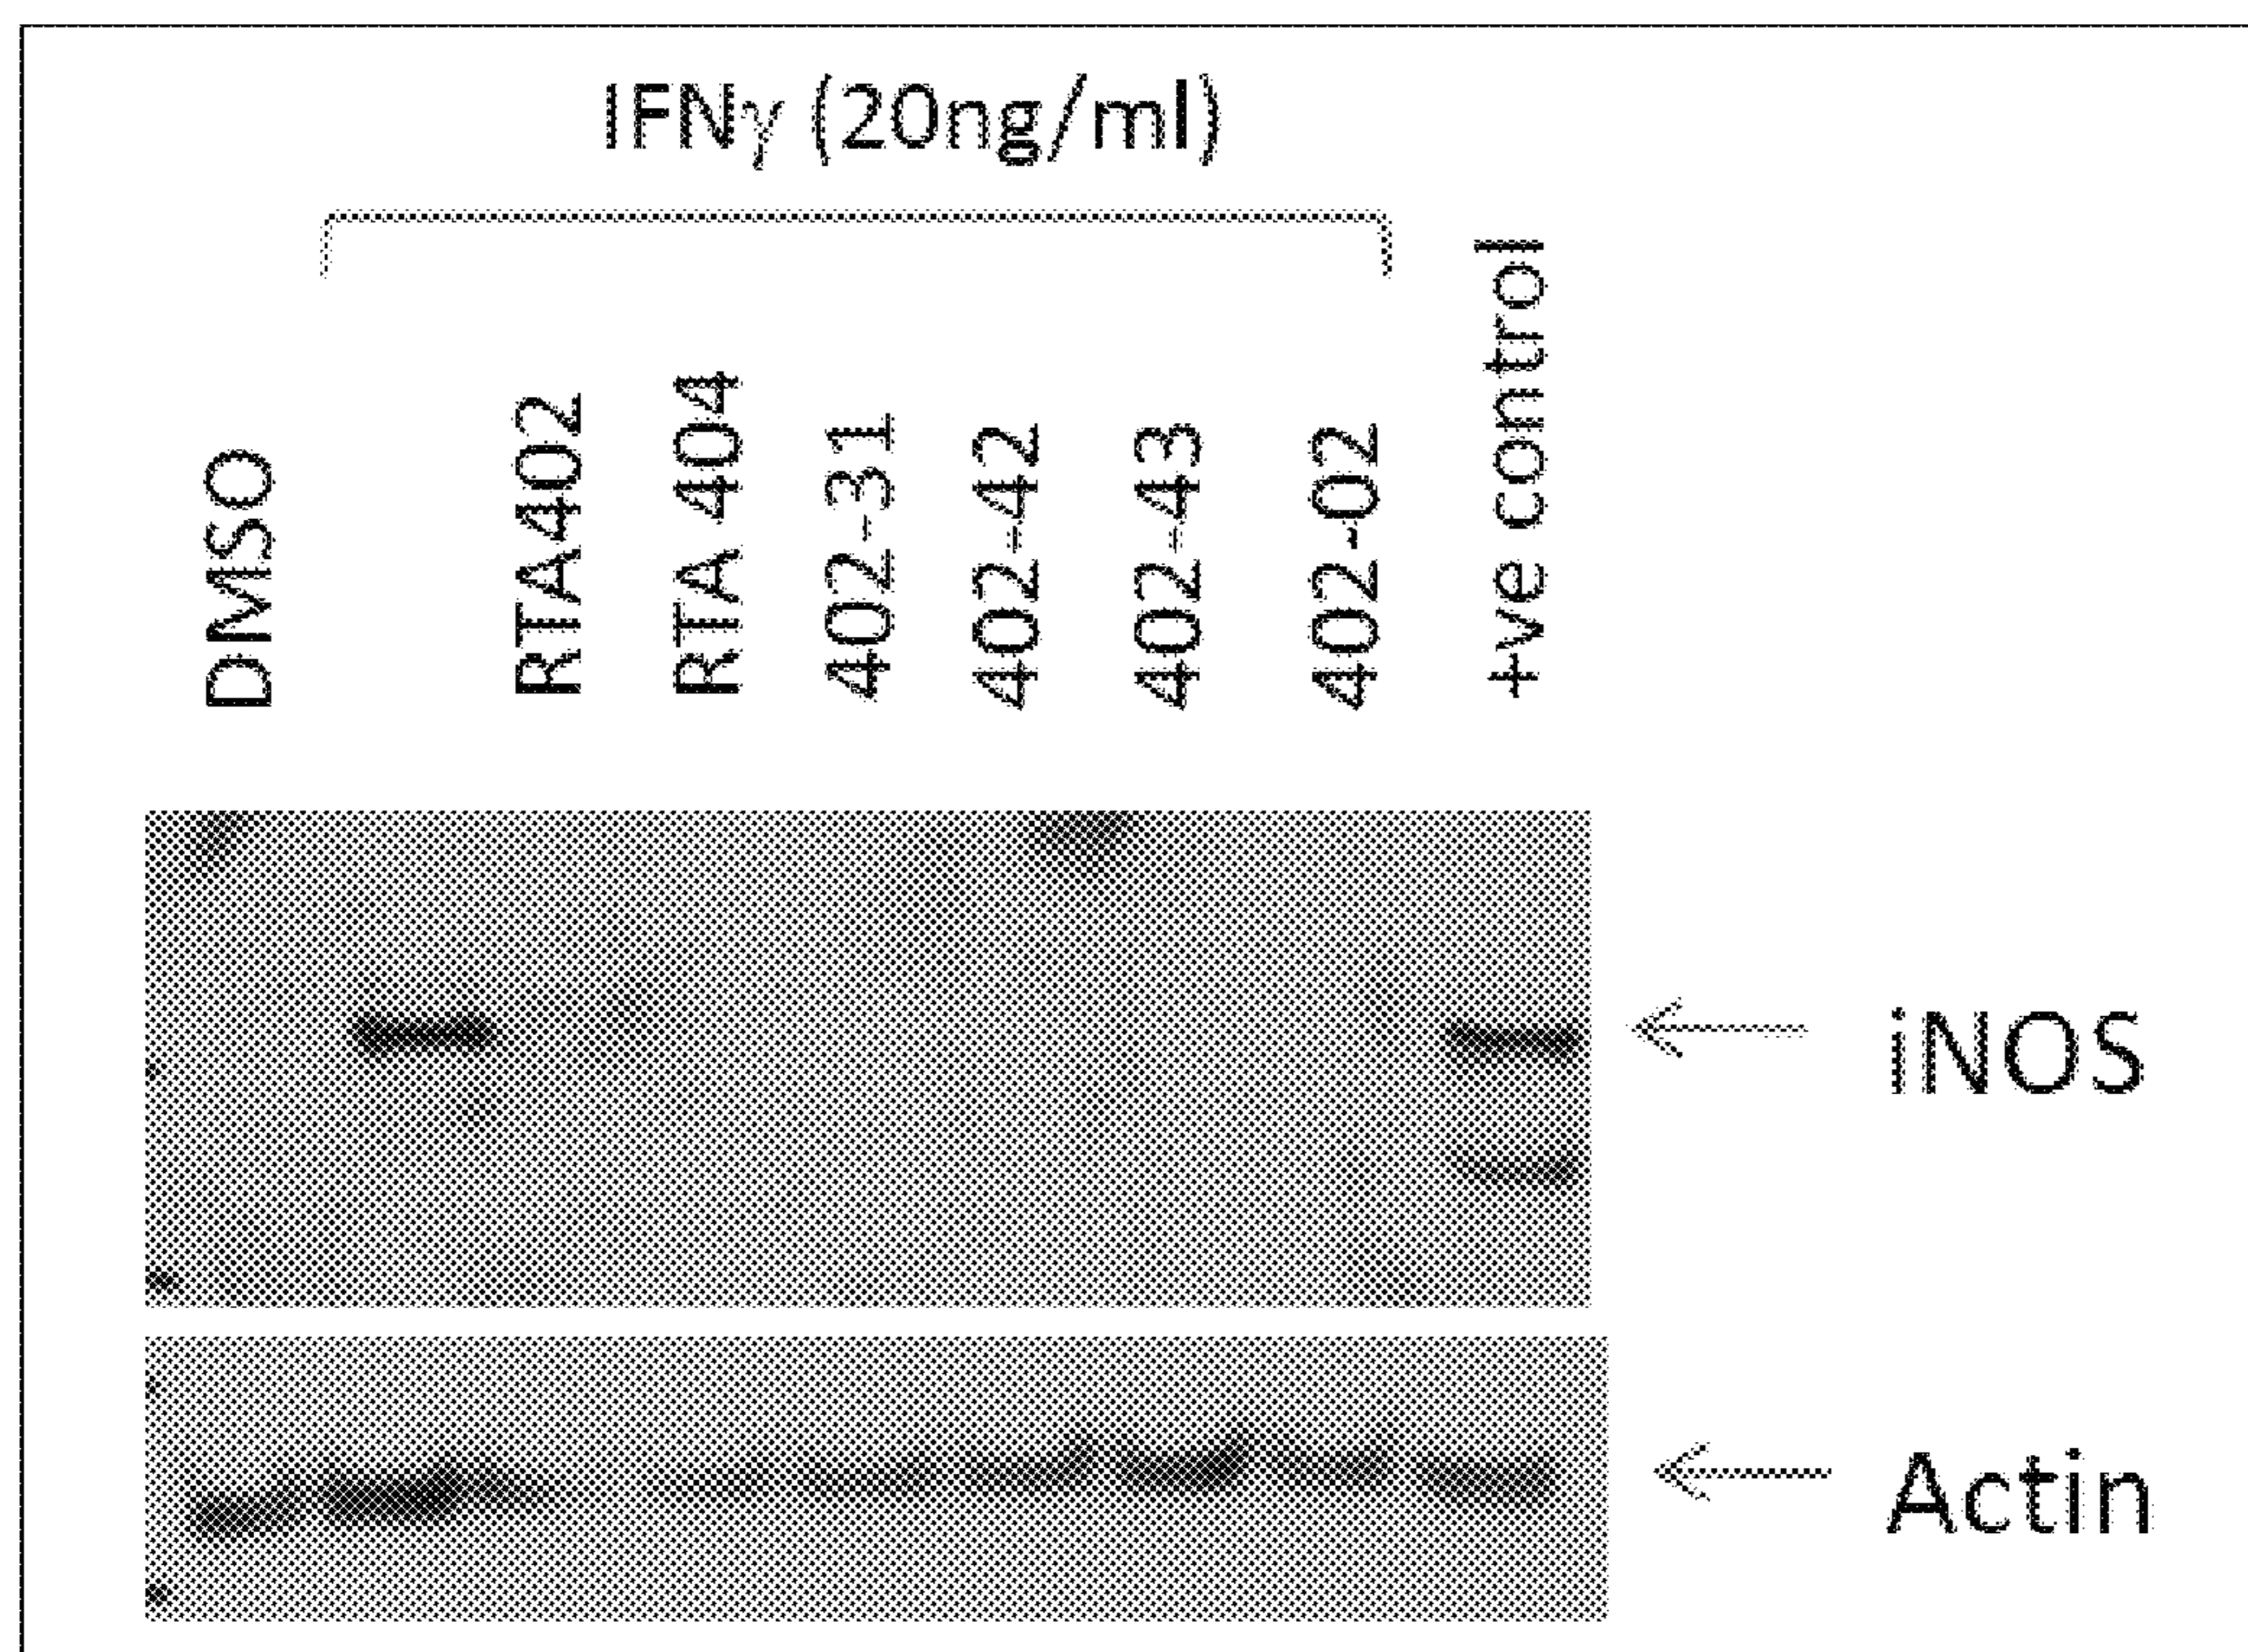 IFNγ (20ng/ml)
DMSO
RTA402
RTA 404
402-31
402-42
402-43
402-02
+ve control
iNOS
Actin